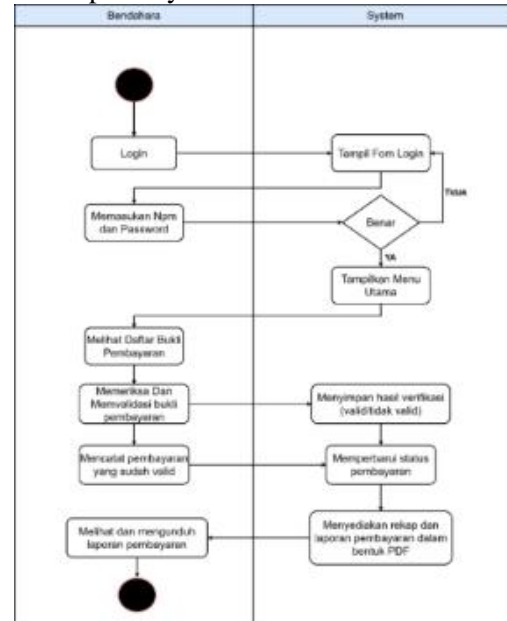 Bendahara
System
Login
Tampil Fom Login
Tidak
Memasukan Npm
dan Password
Benar
YA
Tampilkan Menu
Utama
Melihat Daftar Bukti
Pembayaran
Memeriksa Dan
Memvalidasi bukti
pembayaran
Menyimpan hasil verifikasi
(valid/tidak valid)
Mencatat pembayaran
yang sudah valid
Memperbarui status
pembayaran
Menyediakan rekap dan
laporan pembayaran dalam
bentuk PDF
Melihat dan mengunduh
laporan pembayaran